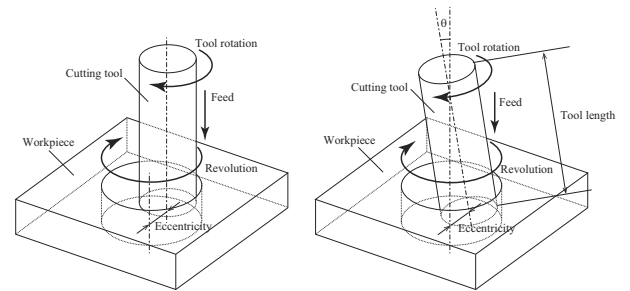 Tool rotation
Cutting tool
Feed
Workpiece
Revolution
Eccentricity
θ
Tool rotation
Cutting tool
Feed
Tool length
Workpiece
Revolution
Eccentricity